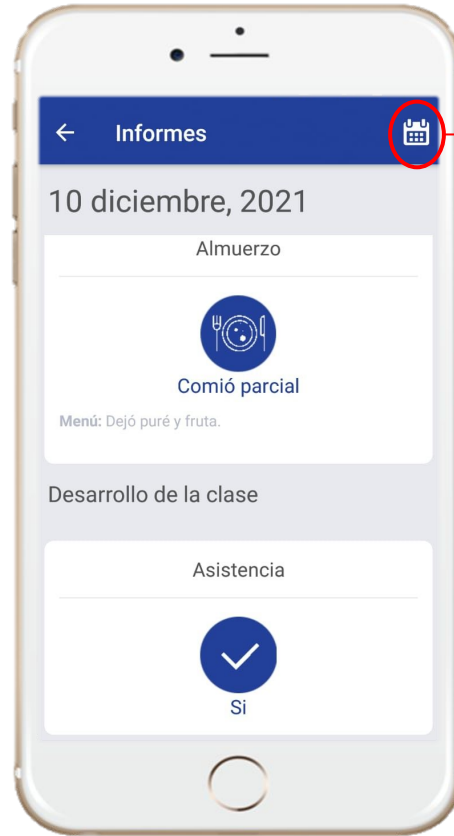 Informes
10 diciembre, 2021
Almuerzo
Comió parcial
Menú: Dejó puré y fruta.
Desarrollo de la clase
Asistencia
Si